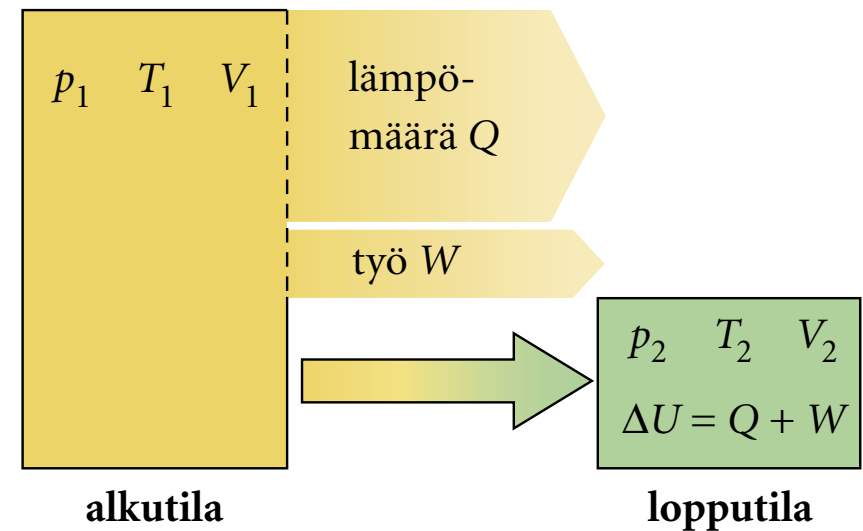 p₁ T₁ V₁
lämpö-
määrä Q
työ W
p₂ T₂ V₂
ΔU = Q + W
alkutila
lopputila